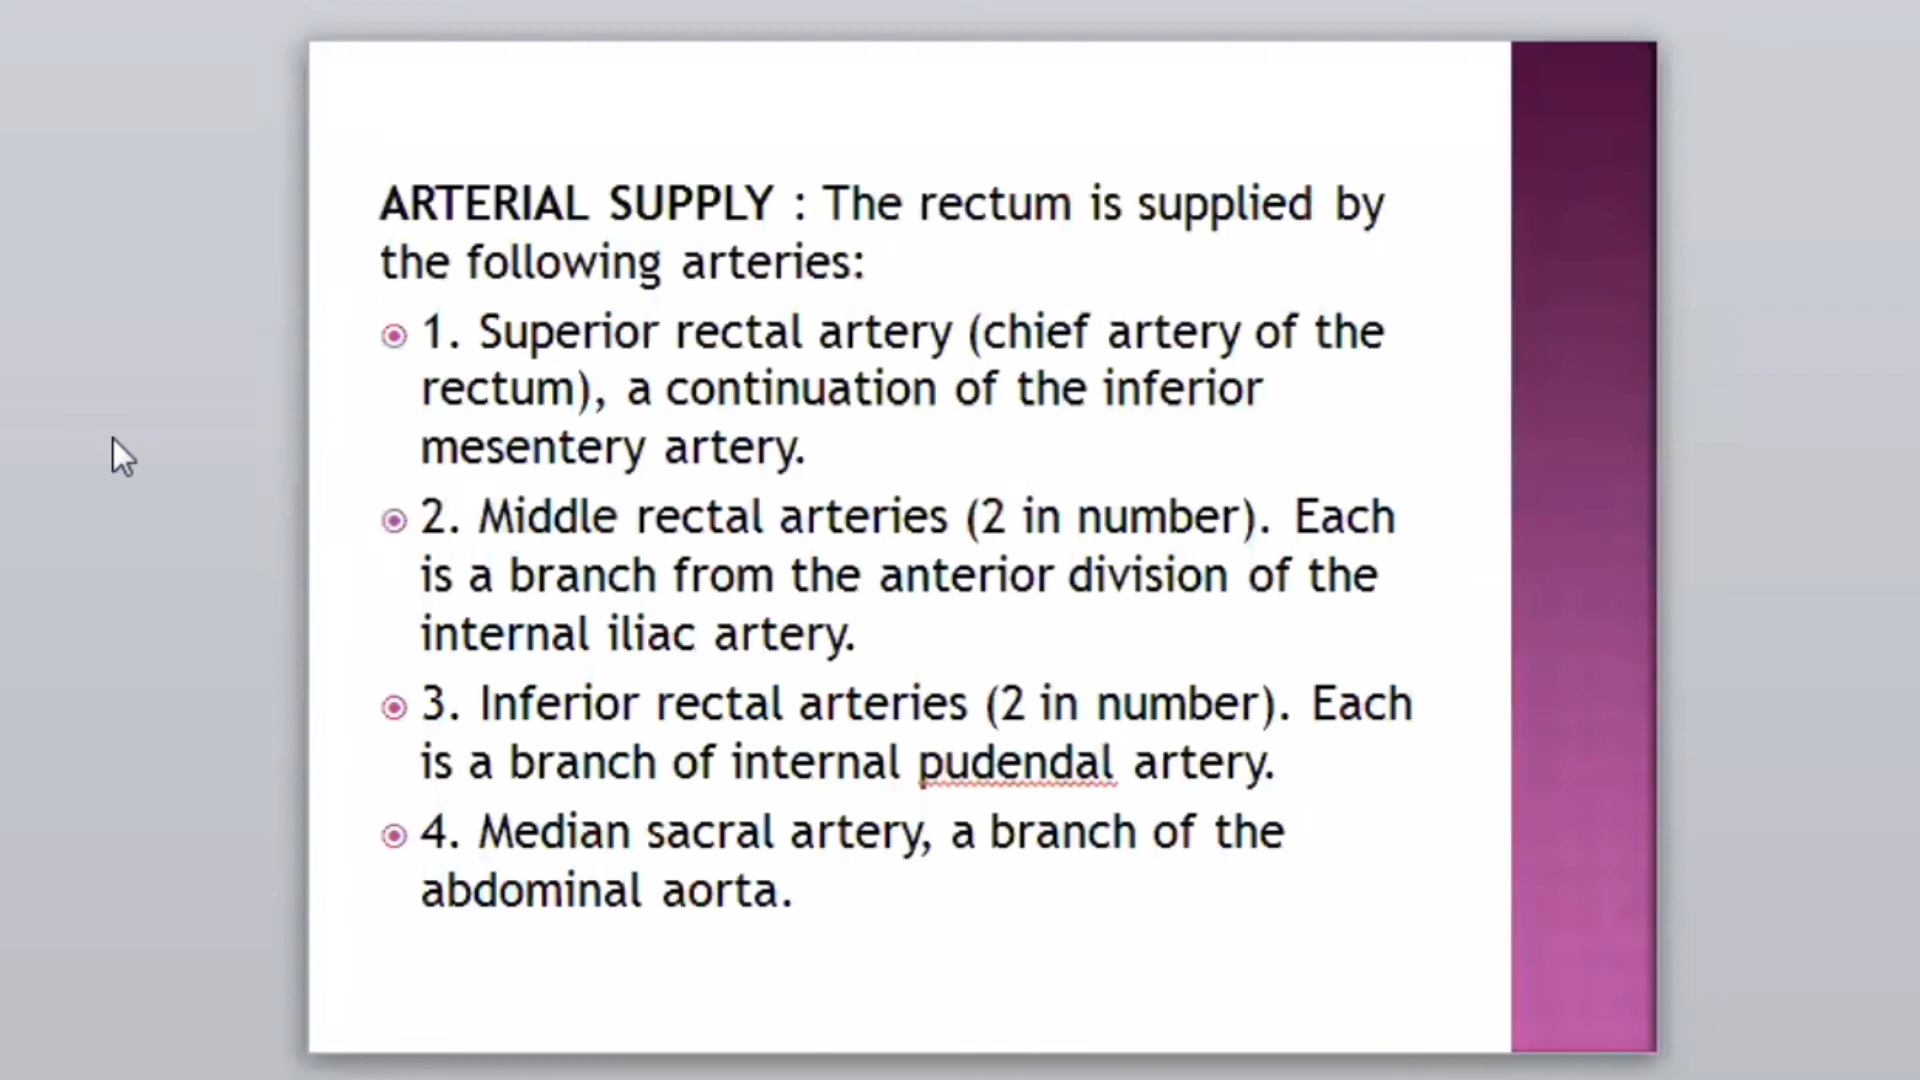 ARTERIAL SUPPLY : The rectum is supplied by
the following arteries:
1. Superior rectal artery (chief artery of the
rectum), a continuation of the inferior
mesentery artery.
2. Middle rectal arteries (2 in number). Each
is a branch from the anterior division of the
internal iliac artery.
3. Inferior rectal arteries (2 in number). Each
is a branch of internal pudendal artery.
4. Median sacral artery, a branch of the
abdominal aorta.